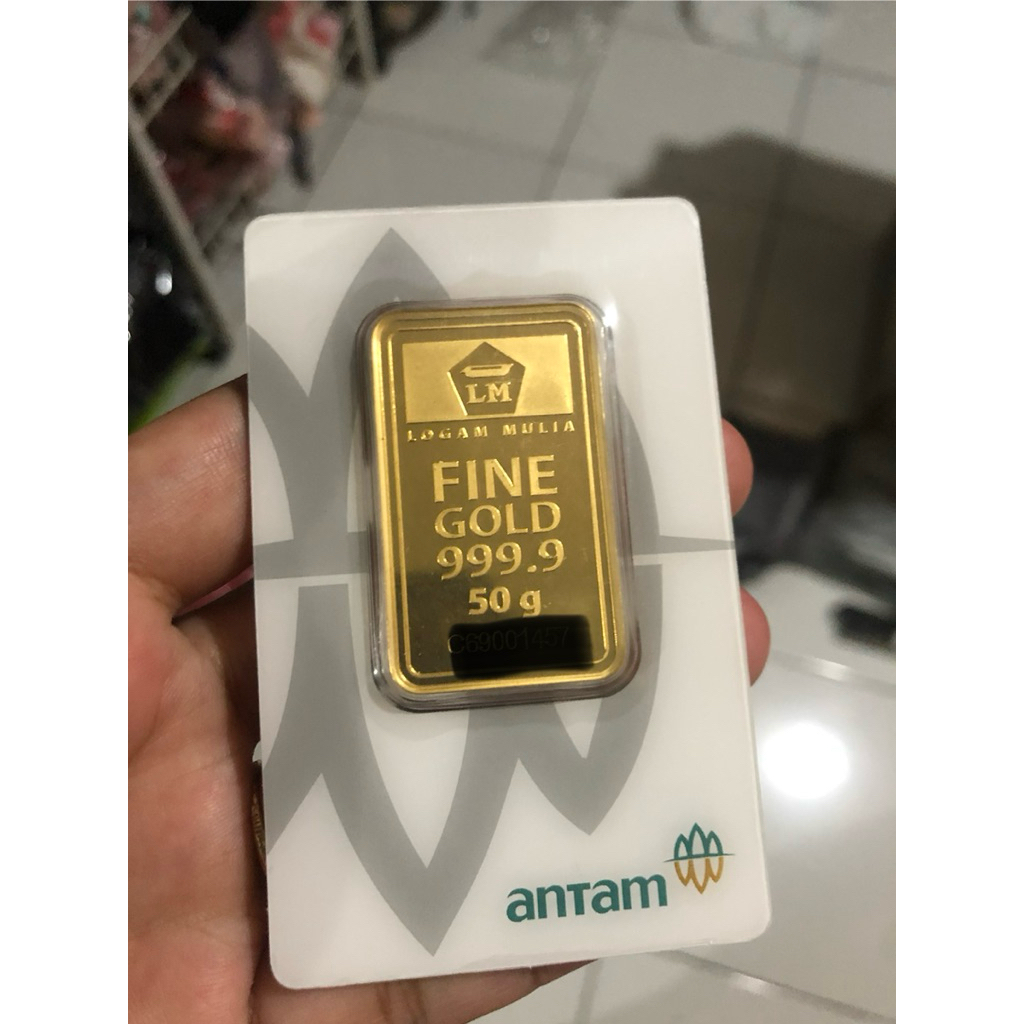 LM
LOGAM MULIA
FINE
GOLD
999.9
50 g
antam